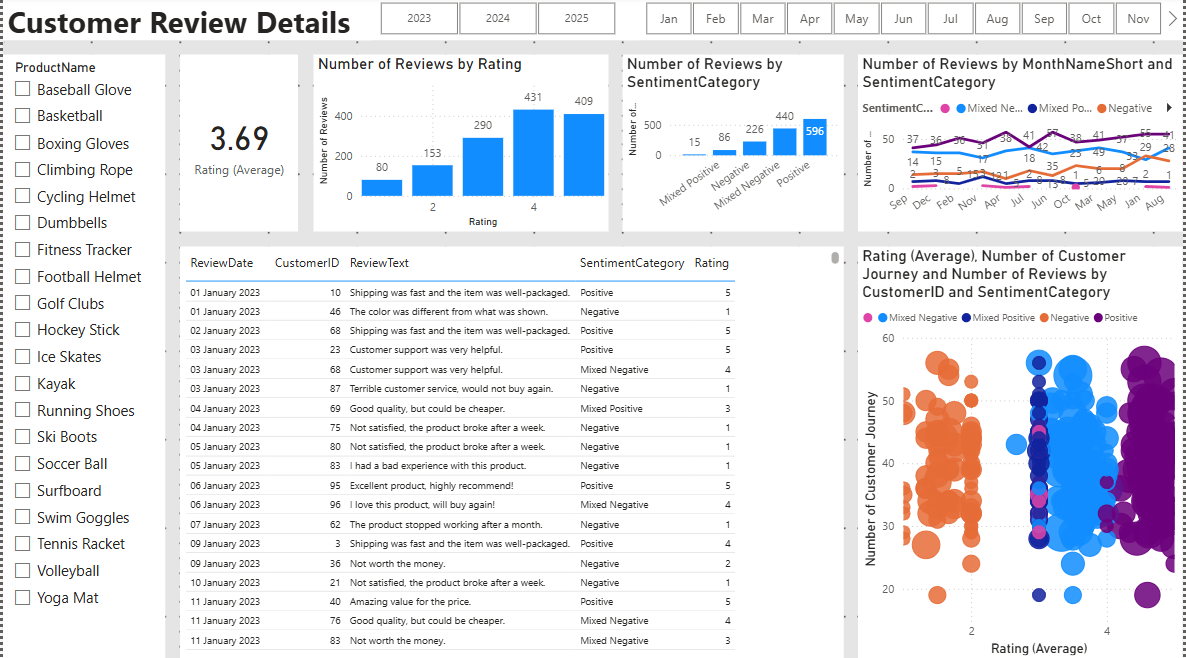 Customer Review Details
2023 2024 2025
Jan Feb Mar Apr May Jun Jul Aug Sep Oct Nov
ProductName
Baseball Glove
Basketball
Boxing Gloves
Climbing Rope
Cycling Helmet
Dumbbells
Fitness Tracker
Football Helmet
Golf Clubs
Hockey Stick
Ice Skates
Kayak
Running Shoes
Ski Boots
Soccer Ball
Surfboard
Swim Goggles
Tennis Racket
Volleyball
Yoga Mat
3.69
Rating (Average)
Number of Reviews by Rating
Number of Reviews
400
200
0
80
153
290
431
409
2 4
Rating
Number of Reviews by
SentimentCategory
Number of...
500
0
15
86
226
440
596
Mixed Positive
Negative
Mixed Negative
Positive
Number of Reviews by MonthNameShort and
SentimentCategory
SentimentC... Mixed Ne... Mixed Po... Negative
Number of ...
50
0
Sep Dec Feb Nov Apr Jul Jun Oct Mar May Jan Aug
ReviewDate CustomerID ReviewText SentimentCategory Rating
01 January 2023 10 Shipping was fast and the item was well-packaged. Positive 5
01 January 2023 46 The color was different from what was shown. Negative 1
02 January 2023 68 Shipping was fast and the item was well-packaged. Positive 5
03 January 2023 23 Customer support was very helpful. Positive 5
03 January 2023 68 Customer support was very helpful. Mixed Negative 4
03 January 2023 87 Terrible customer service, would not buy again. Negative 1
04 January 2023 69 Good quality, but could be cheaper. Mixed Positive 3
04 January 2023 75 Not satisfied, the product broke after a week. Negative 1
05 January 2023 80 Not satisfied, the product broke after a week. Negative 1
05 January 2023 83 I had a bad experience with this product. Negative 1
06 January 2023 95 Excellent product, highly recommend! Positive 5
06 January 2023 96 I love this product, will buy again! Mixed Negative 4
07 January 2023 62 The product stopped working after a month. Negative 1
09 January 2023 3 Shipping was fast and the item was well-packaged. Positive 4
09 January 2023 36 Not worth the money. Negative 2
10 January 2023 21 Not satisfied, the product broke after a week. Negative 1
11 January 2023 40 Amazing value for the price. Positive 5
11 January 2023 76 Good quality, but could be cheaper. Mixed Negative 4
11 January 2023 83 Not worth the money. Mixed Negative 3
Rating (Average), Number of Customer
Journey and Number of Reviews by
CustomerID and SentimentCategory
Mixed Negative Mixed Positive Negative Positive
Number of Customer Journey
60
50
40
30
20
2 4
Rating (Average)